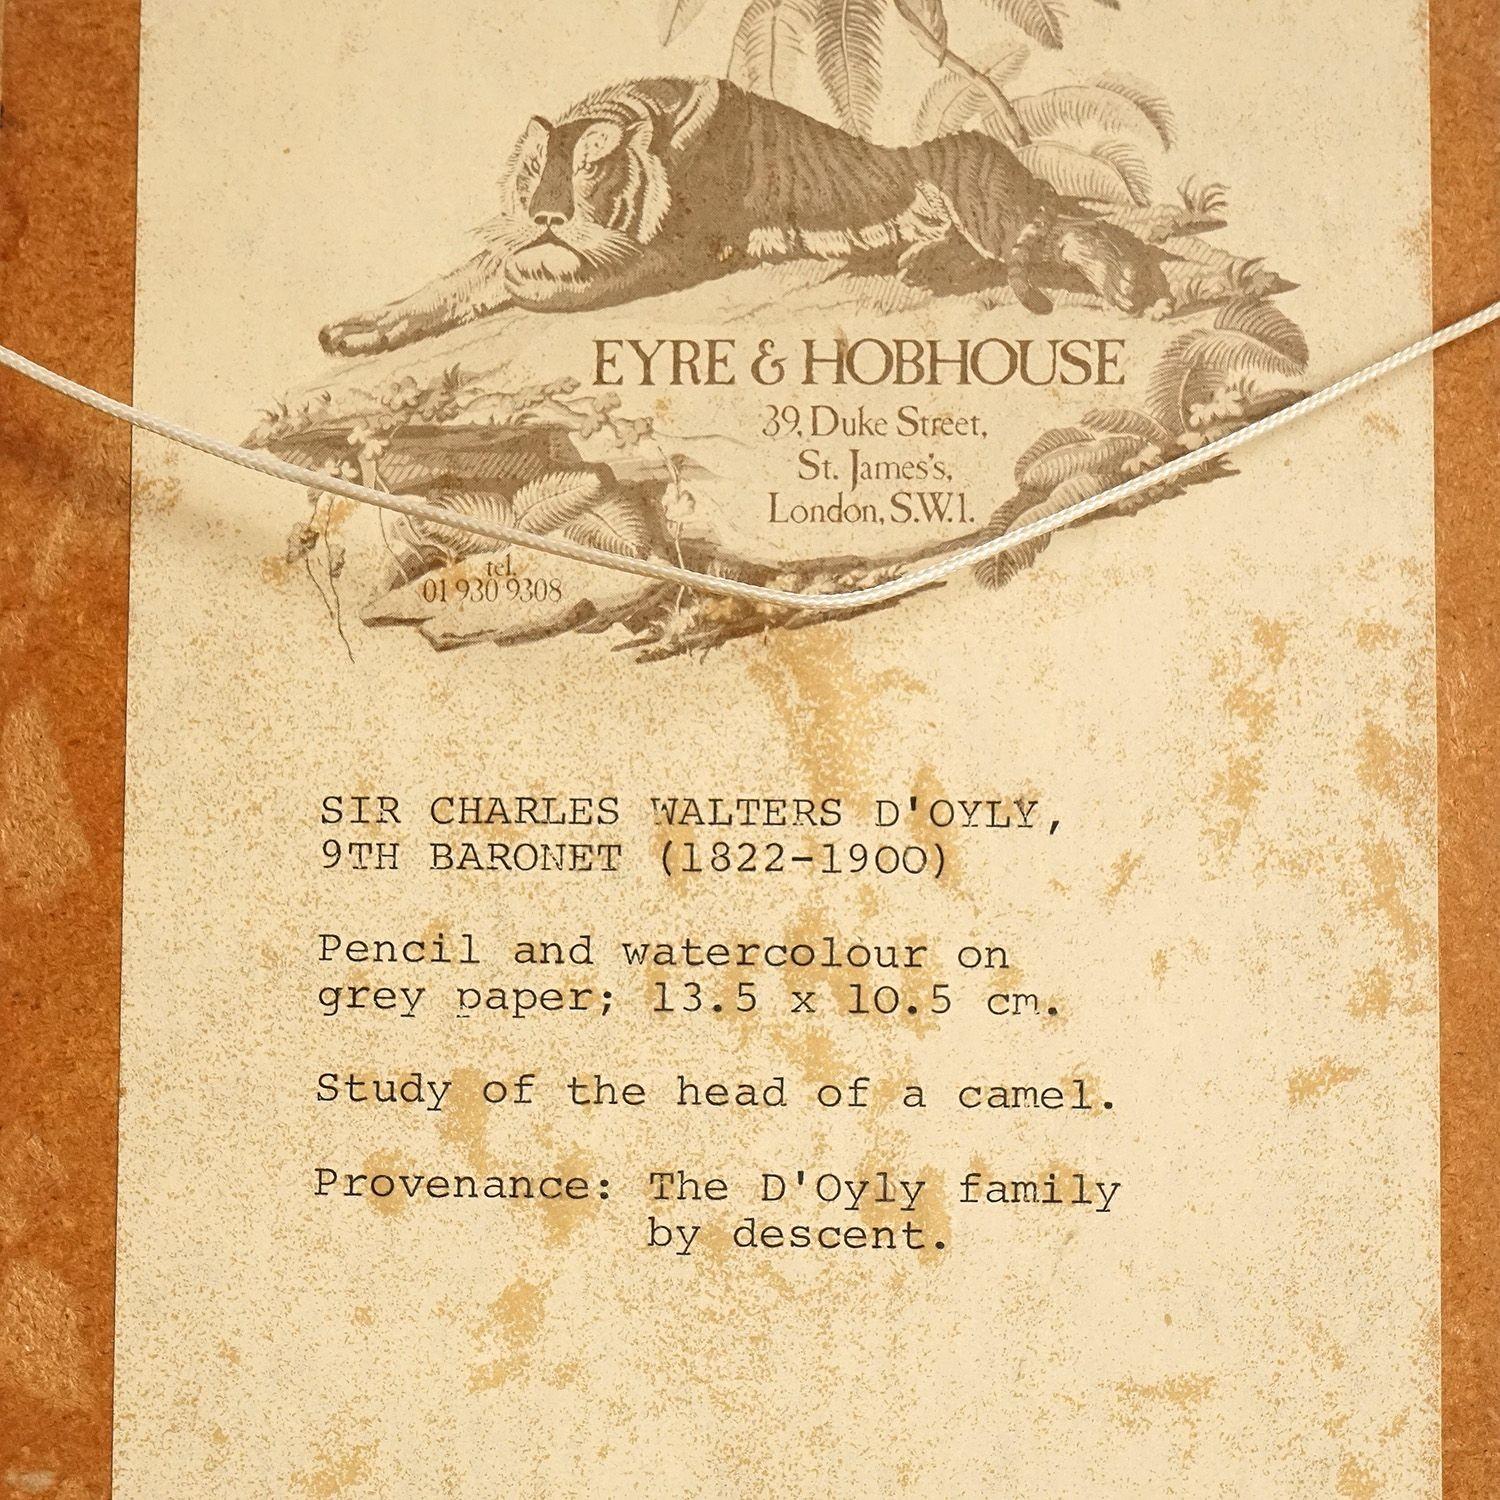 EYRE & HOBHOUSE
39, Duke Street,
St. James's,
London, S.W.1.
tel.
01 930 9308
SIR CHARLES WALTERS D'OYLY,
9TH BARONET (1822-1900)
Pencil and watercolour on
grey paper; 13.5 x 10.5 cm.
Study of the head of a camel.
Provenance: The D'Oyly family
by descent.